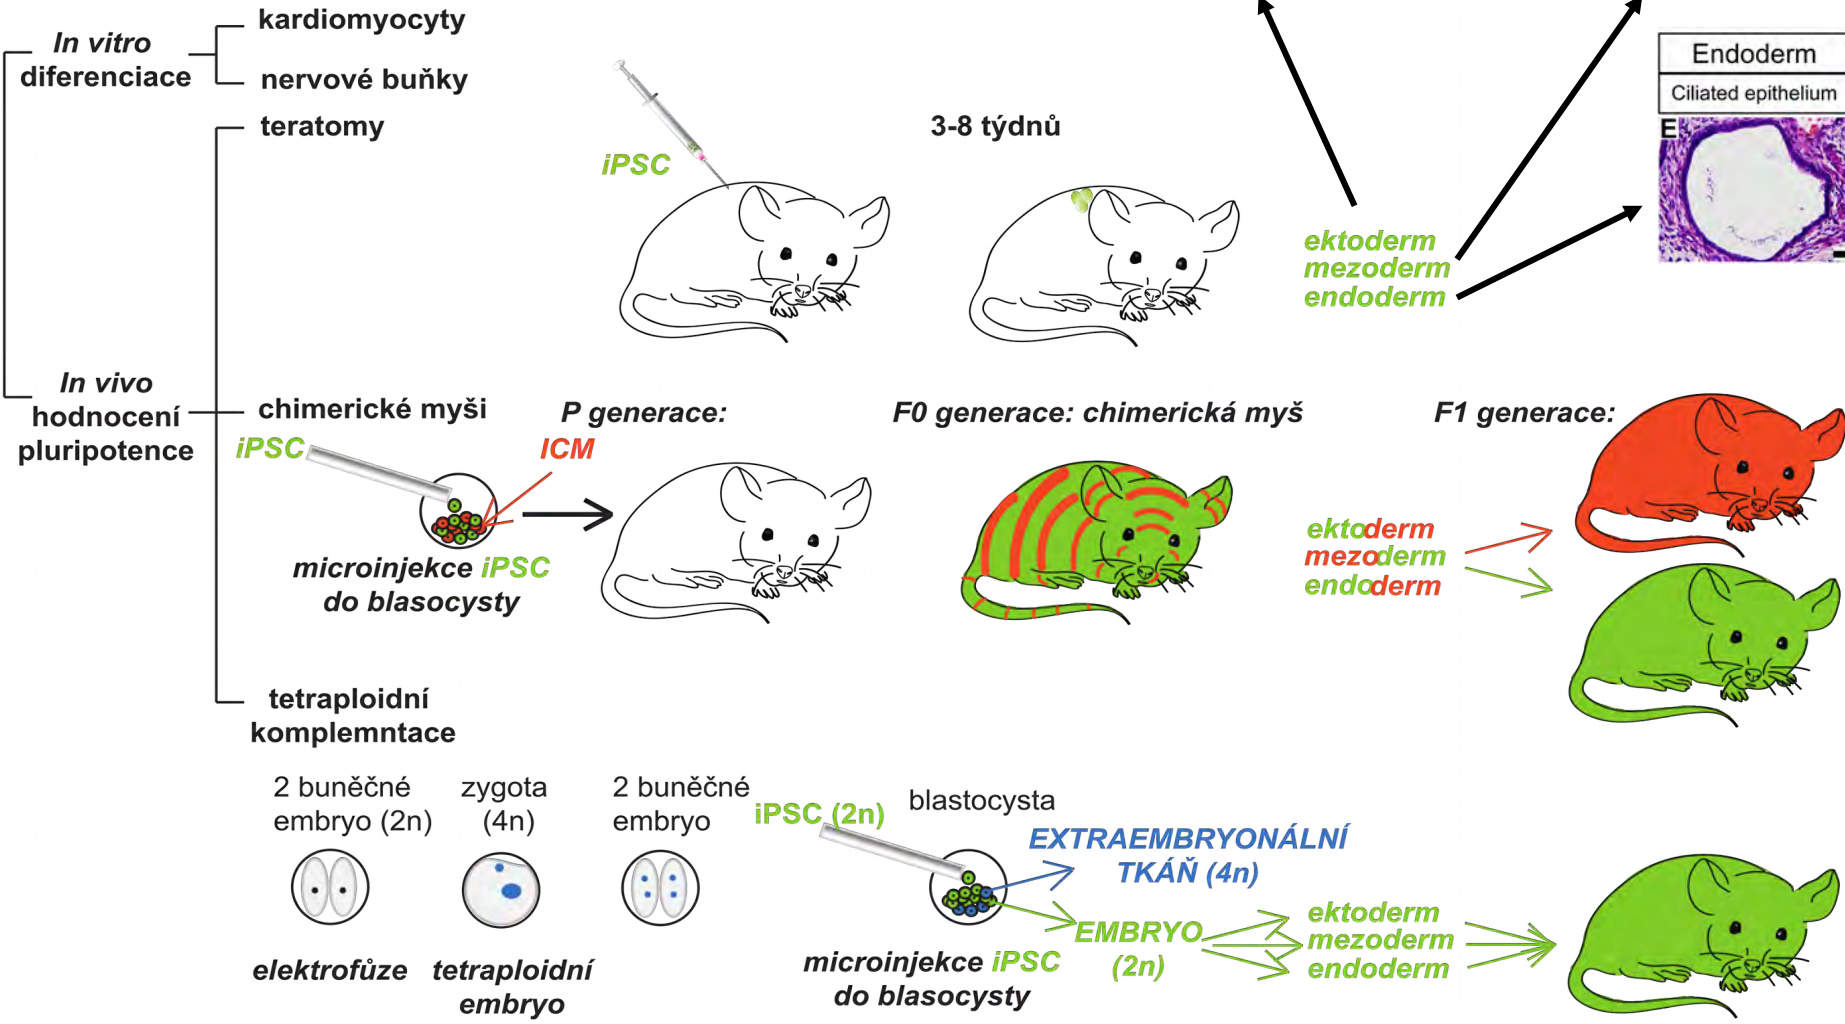 In vitro
diferenciace
kardiomyocyty
nervové buňky
teratomy
iPSC
3-8 týdnů
ektoderm
mezoderm
endoderm
Endoderm
Ciliated epithelium
E
In vivo
hodnocení
pluripotence
chimerické myši
iPSC
ICM
microinjekce iPSC
do blasocysty
P generace:
F0 generace: chimerická myš
F1 generace:
ektoderm
mezoderm
endoderm
tetraploidní
komplemntace
2 buněčné
embryo (2n)
zygota
(4n)
2 buněčné
embryo
elektrofůze
tetraploidní
embryo
iPSC (2n)
blastocysta
microinjekce iPSC
do blasocysty
EXTRAEMBRYONÁLNÍ
TKÁŇ (4n)
EMBRYO
(2n)
ektoderm
mezoderm
endoderm